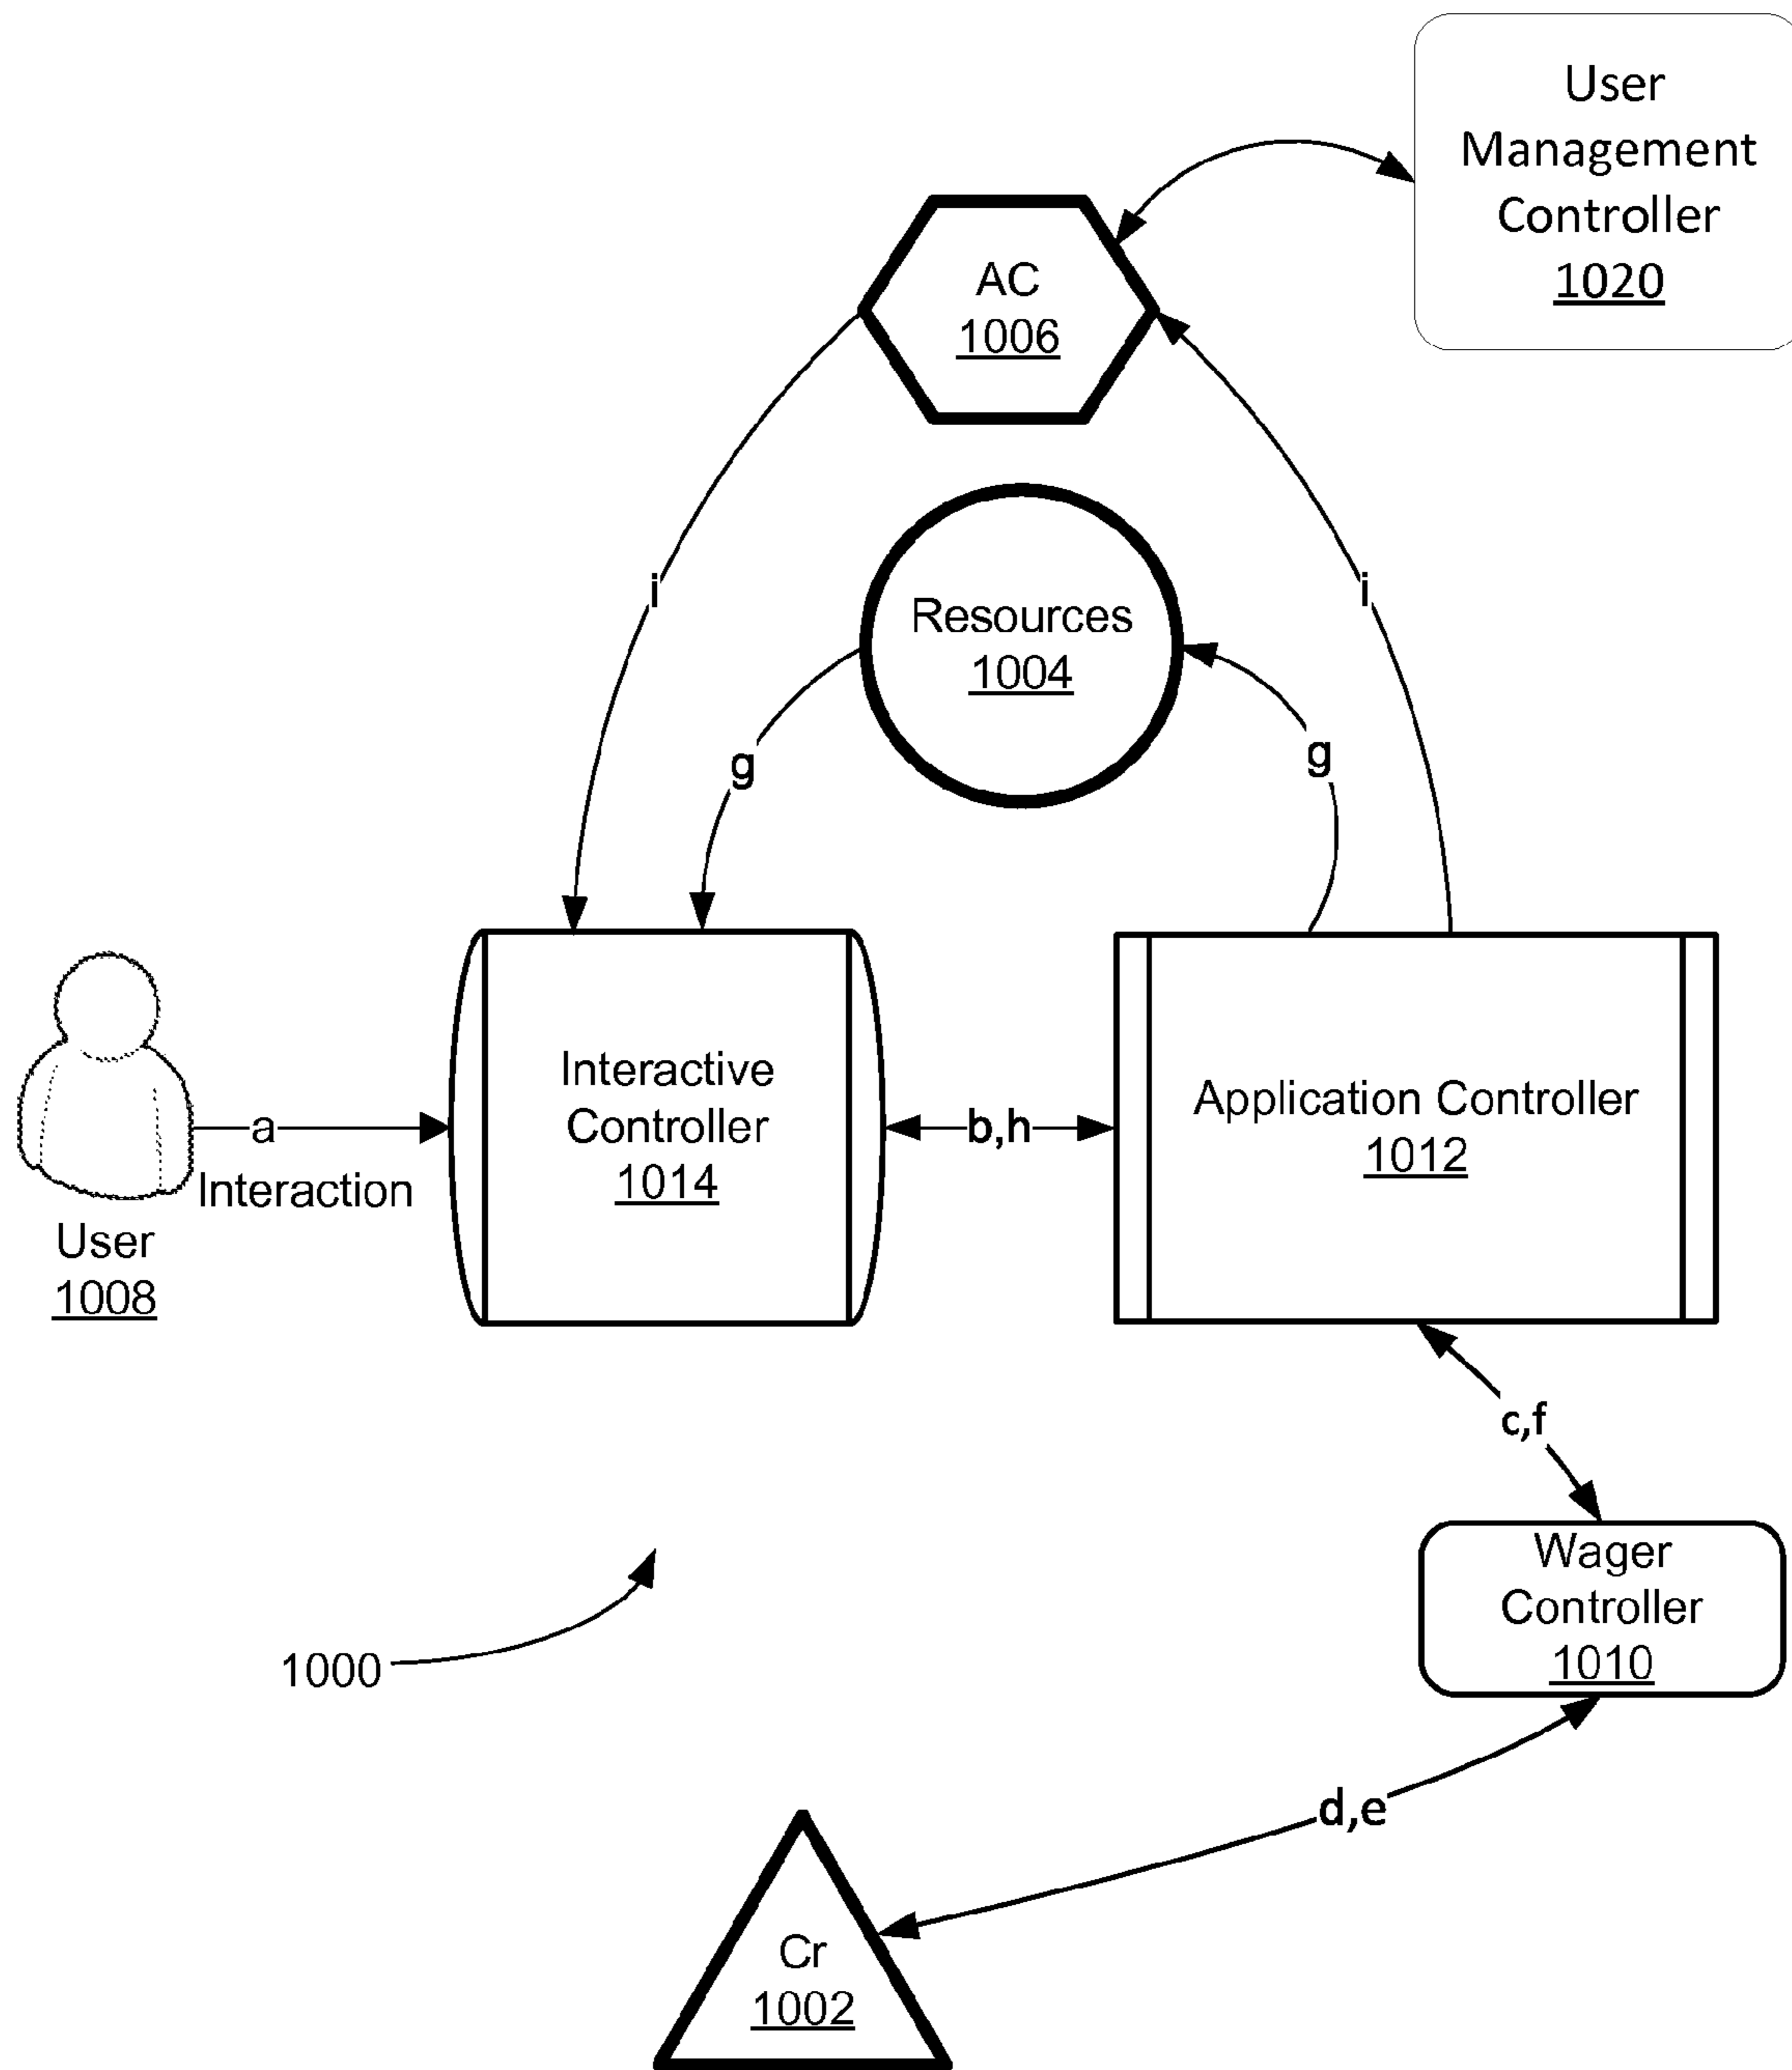 User
Management
Controller
1020
AC
1006
i
i
Resources
1004
g
g
Interactive
Controller
1014
Application Controller
1012
a
Interaction
b,h
User
1008
c,f
Wager
Controller
1010
1000
d,e
Cr
1002